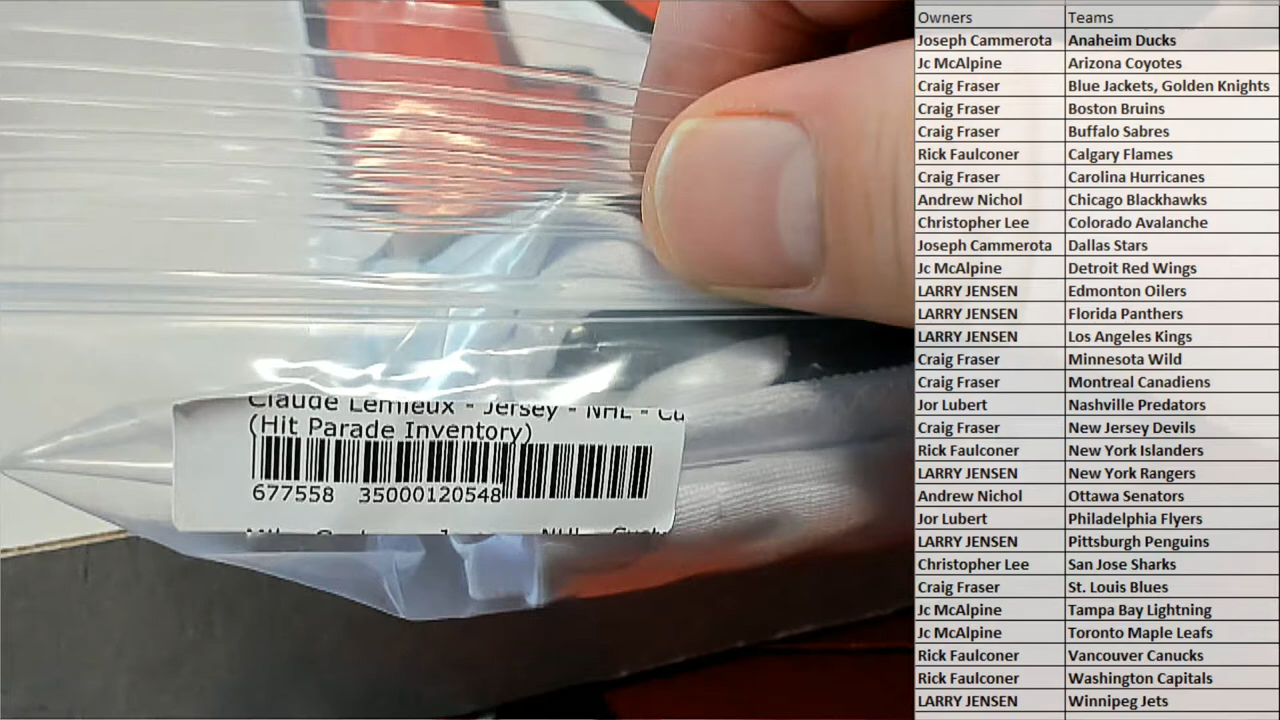 Claude Lemieux - Jersey - NHL - Cu
(Hit Parade Inventory)
677558 35000120548
NHL
Owners Teams
Joseph Cammerota Anaheim Ducks
Jc McAlpine Arizona Coyotes
Craig Fraser Blue Jackets, Golden Knights
Craig Fraser Boston Bruins
Craig Fraser Buffalo Sabres
Rick Faulconer Calgary Flames
Craig Fraser Carolina Hurricanes
Andrew Nichol Chicago Blackhawks
Christopher Lee Colorado Avalanche
Joseph Cammerota Dallas Stars
Jc McAlpine Detroit Red Wings
LARRY JENSEN Edmonton Oilers
LARRY JENSEN Florida Panthers
LARRY JENSEN Los Angeles Kings
Craig Fraser Minnesota Wild
Craig Fraser Montreal Canadiens
Jor Lubert Nashville Predators
Craig Fraser New Jersey Devils
Rick Faulconer New York Islanders
LARRY JENSEN New York Rangers
Andrew Nichol Ottawa Senators
Jor Lubert Philadelphia Flyers
LARRY JENSEN Pittsburgh Penguins
Christopher Lee San Jose Sharks
Craig Fraser St. Louis Blues
Jc McAlpine Tampa Bay Lightning
Jc McAlpine Toronto Maple Leafs
Rick Faulconer Vancouver Canucks
Rick Faulconer Washington Capitals
LARRY JENSEN Winnipeg Jets